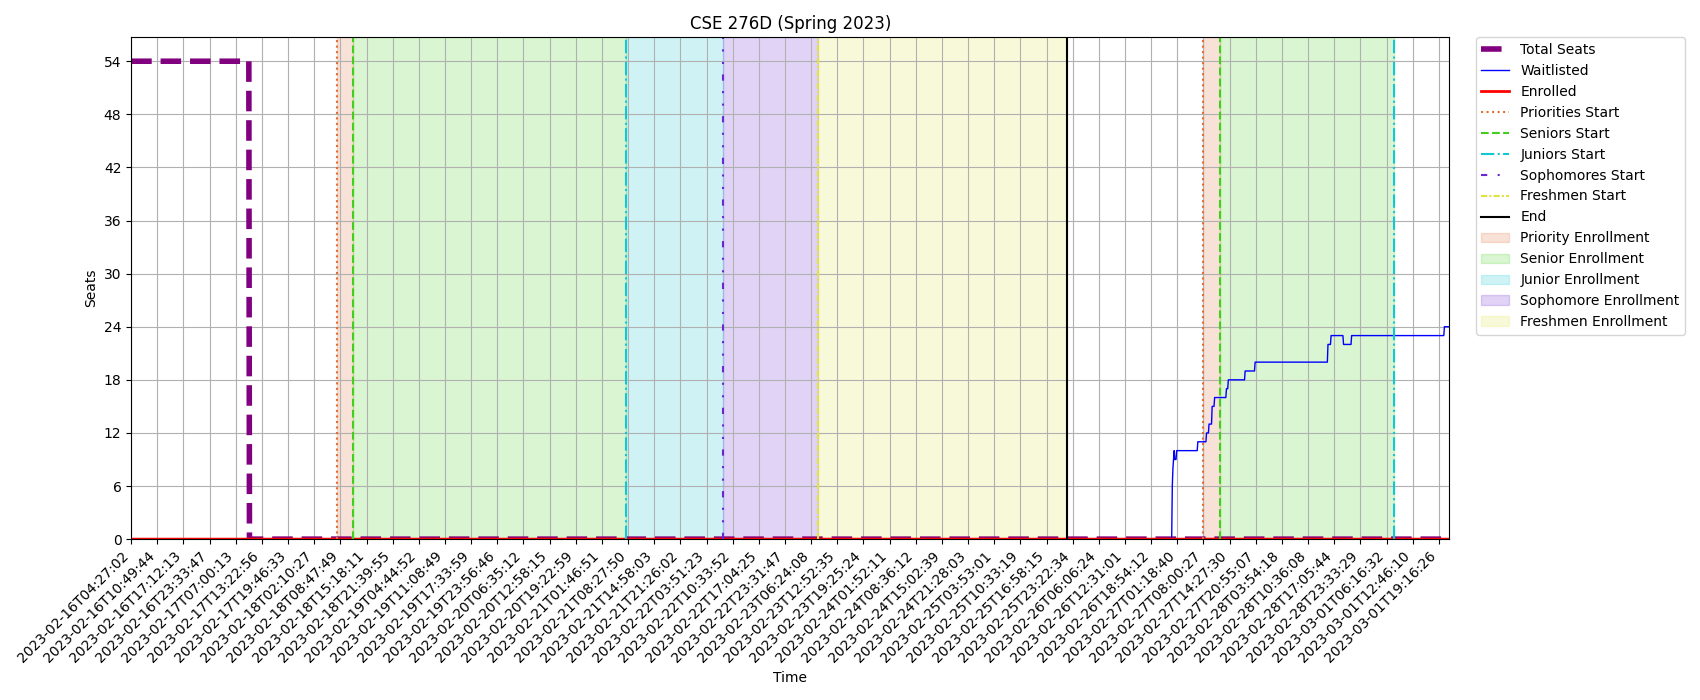 CSE 276D (Spring 2023)
Seats
54
48
42
36
30
24
18
12
6
0
2023-02-16T04:27:02
2023-02-16T10:49:44
2023-02-16T17:12:13
2023-02-16T23:33:47
2023-02-17T07:00:13
2023-02-17T13:22:56
2023-02-17T19:46:33
2023-02-18T02:10:27
2023-02-18T08:47:49
2023-02-18T15:18:11
2023-02-18T21:39:55
2023-02-19T04:44:52
2023-02-19T11:08:49
2023-02-19T17:33:59
2023-02-19T23:56:46
2023-02-20T06:35:12
2023-02-20T12:58:15
2023-02-20T19:22:59
2023-02-21T01:46:51
2023-02-21T08:27:50
2023-02-21T14:58:03
2023-02-21T21:26:02
2023-02-22T03:51:23
2023-02-22T10:33:52
2023-02-22T17:04:25
2023-02-22T23:31:47
2023-02-23T06:24:08
2023-02-23T12:52:35
2023-02-23T19:25:24
2023-02-24T01:52:11
2023-02-24T08:36:12
2023-02-24T15:02:39
2023-02-24T21:28:03
2023-02-25T03:53:01
2023-02-25T10:33:19
2023-02-25T16:58:15
2023-02-25T23:22:34
2023-02-26T06:06:24
2023-02-26T12:31:01
2023-02-26T18:54:12
2023-02-27T01:18:40
2023-02-27T08:00:27
2023-02-27T14:27:30
2023-02-27T20:55:07
2023-02-28T03:54:18
2023-02-28T10:36:08
2023-02-28T17:05:44
2023-02-28T23:33:29
2023-03-01T06:16:32
2023-03-01T12:46:10
2023-03-01T19:16:26
Time
Total Seats
Waitlisted
Enrolled
Priorities Start
Seniors Start
Juniors Start
Sophomores Start
Freshmen Start
End
Priority Enrollment
Senior Enrollment
Junior Enrollment
Sophomore Enrollment
Freshmen Enrollment